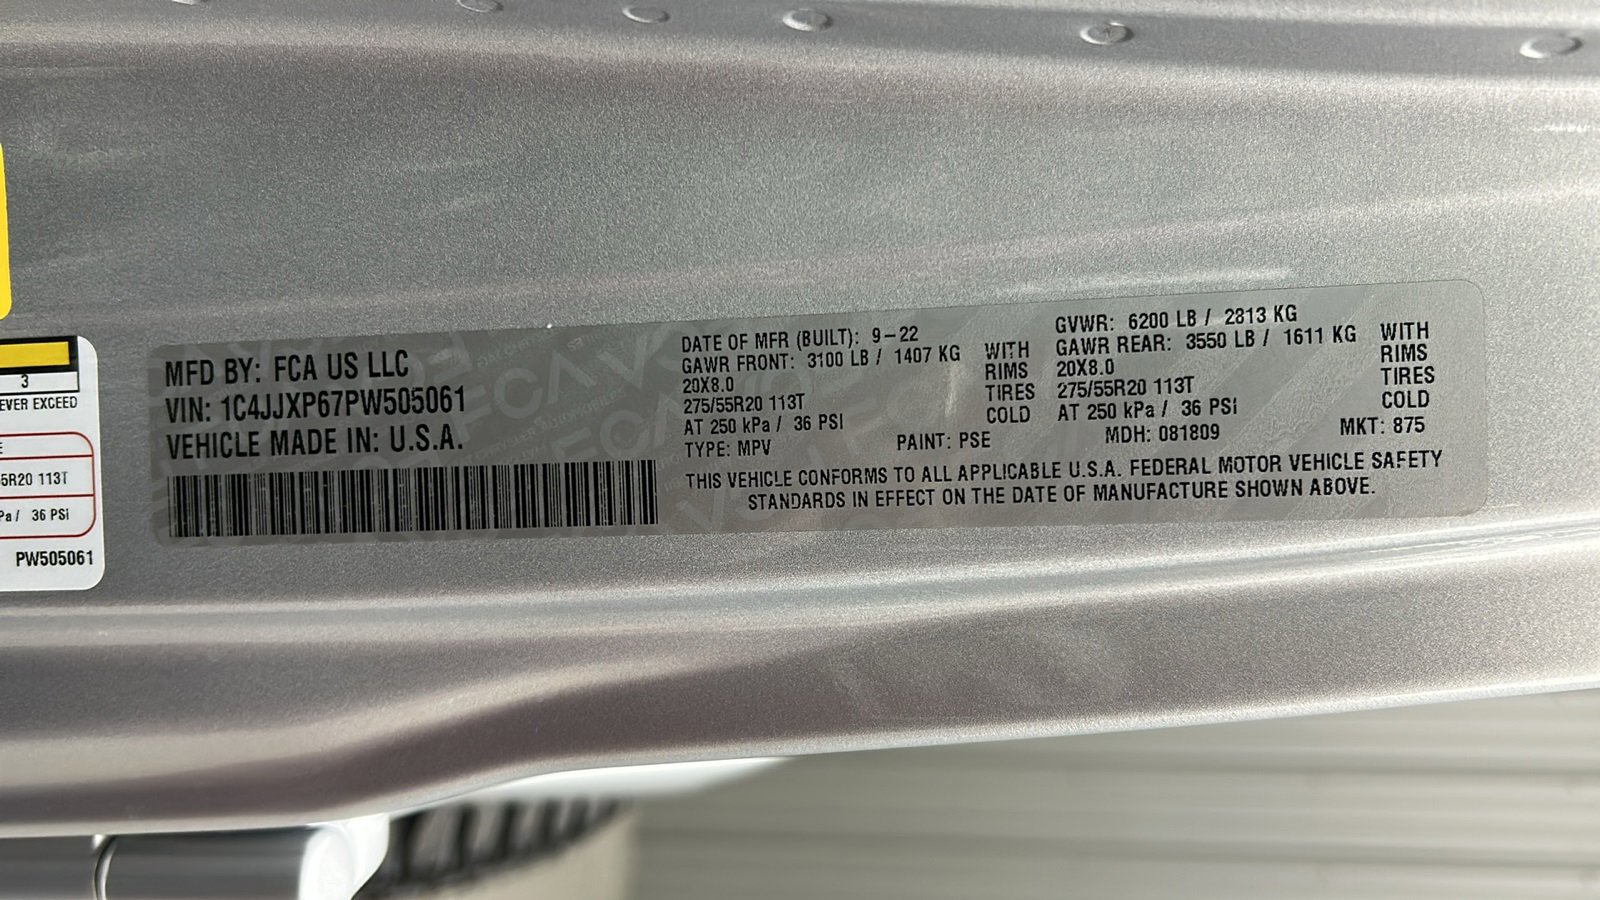 3
EVER EXCEED
5R20 113T
Pa / 36 PSI
PW505061
MFD BY: FCA US LLC
VIN: 1C4JJXP67PW505061
VEHICLE MADE IN: U.S.A.
DATE OF MFR (BUILT): 9-22
GAWR FRONT: 3100 LB / 1407 KG
20X8.0
275/55R20 113T
AT 250 kPa / 36 PSI
WITH
RIMS
TIRES
COLD
GVWR: 6200 LB / 2813 KG
GAWR REAR: 3550 LB / 1611 KG
20X8.0
275/55R20 113T
AT 250 kPa / 36 PSI
WITH
RIMS
TIRES
COLD
TYPE: MPV PAINT: PSE MDH: 081809 MKT: 875
THIS VEHICLE CONFORMS TO ALL APPLICABLE U.S.A. FEDERAL MOTOR VEHICLE SAFETY
STANDARDS IN EFFECT ON THE DATE OF MANUFACTURE SHOWN ABOVE.